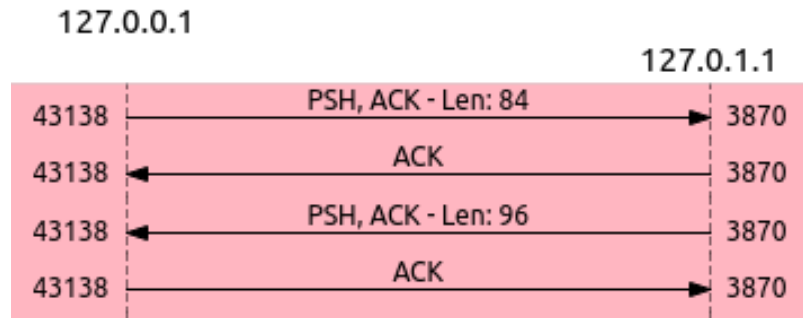 127.0.0.1
127.0.1.1
43138 PSH, ACK - Len: 84 3870
43138 ACK 3870
43138 PSH, ACK - Len: 96 3870
43138 ACK 3870